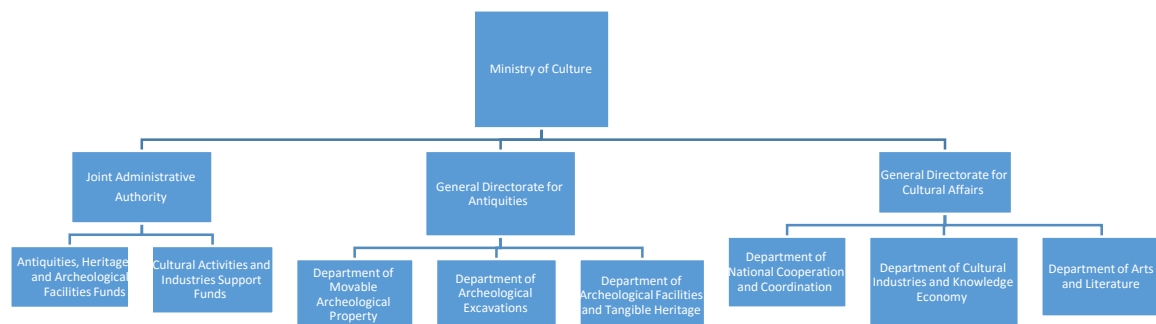 Ministry of Culture
Joint Administrative
Authority
General Directorate for
Antiquities
General Directorate for
Cultural Affairs
Antiquities, Heritage
and Archeological
Facilities Funds
Cultural Activities and
Industries Support
Funds
Department of
Movable
Archeological
Property
Department of
Archeological
Excavations
Department of
Archeological Facilities
and Tangible Heritage
Department of
National Cooperation
and Coordination
Department of Cultural
Industries and Knowledge
Economy
Department of Arts
and Literature